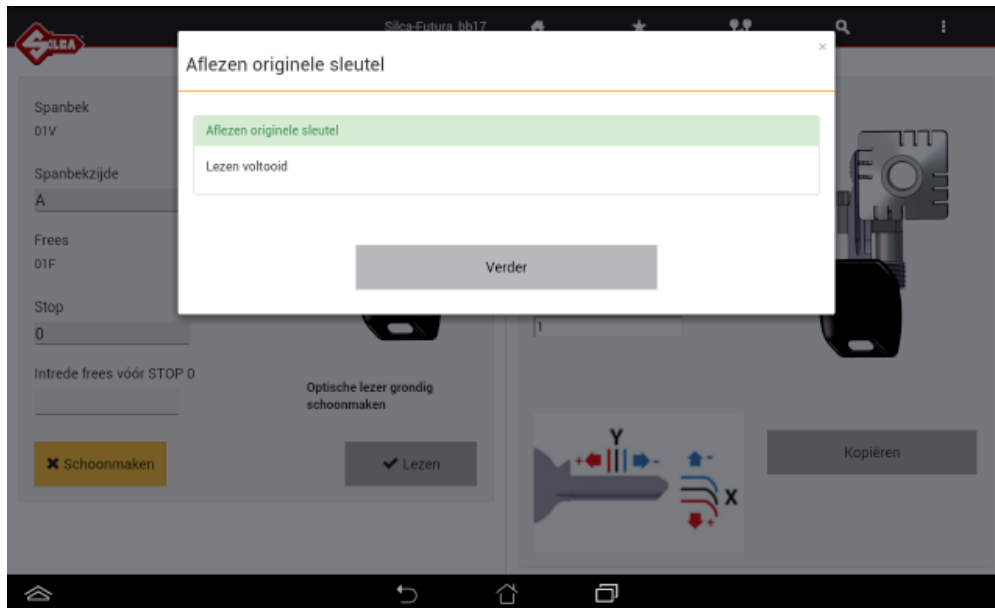 Silca-Futura_bb17
SILCA
Aflezen originele sleutel
×
Aflezen originele sleutel
Lezen voltooid
Verder
Spanbek
01V
Spanbekzijde
A
Frees
01F
Stop
0
Intrede frees vóór STOP 0
Optische lezer grondig
schoonmaken
Schoonmaken
Lezen
1
Y
+ -
-
X
+
Kopiëren